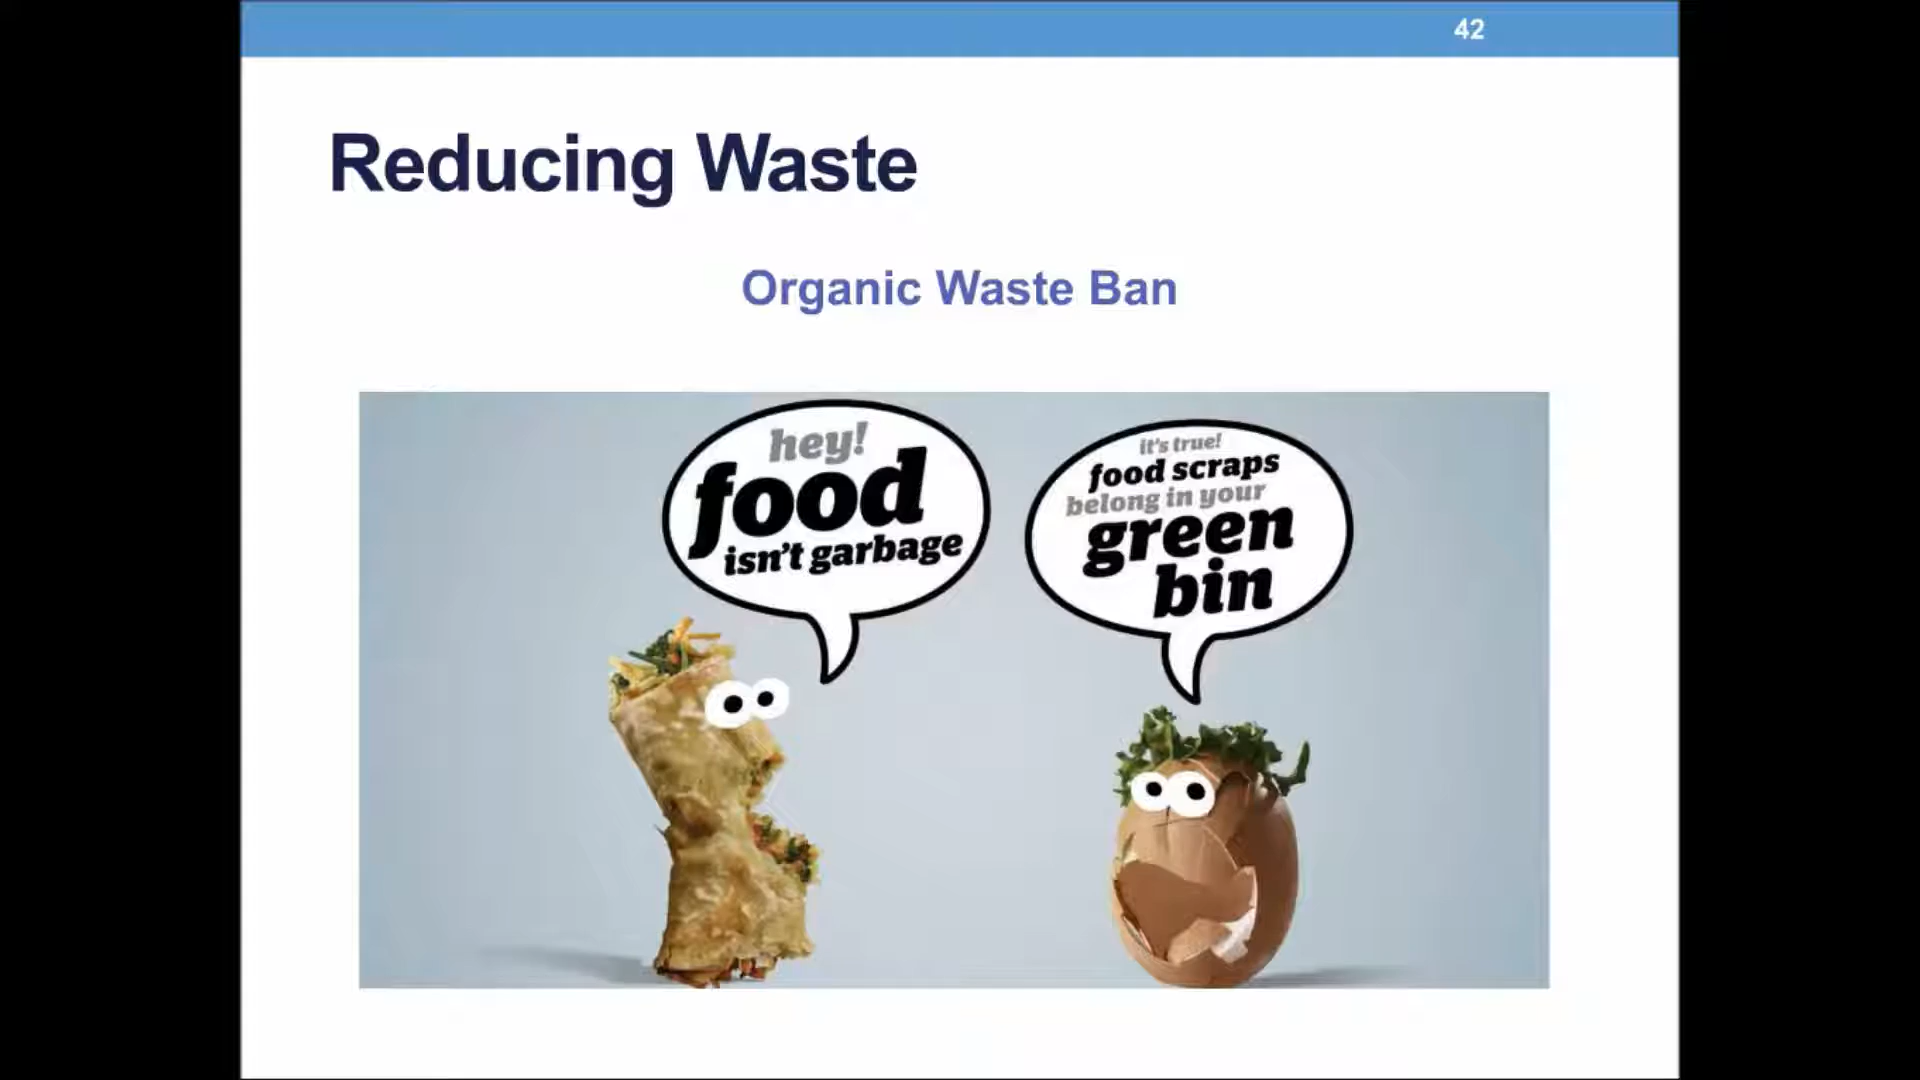 42
Reducing Waste
Organic Waste Ban
hey!
food
isn't garbage
it's true!
food scraps
belong in your
green
bin